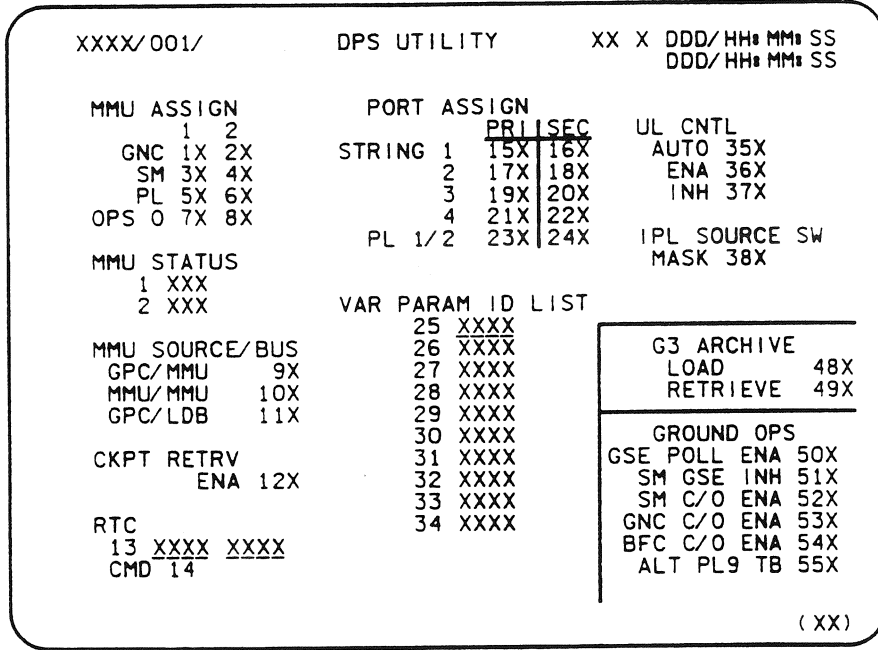 XXXX/001/ DPS UTILITY XX X DDD/HH:MM:SS
DDD/HH:MM:SS
MMU ASSIGN
1 2
GNC 1X 2X
SM 3X 4X
PL 5X 6X
OPS 0 7X 8X
MMU STATUS
1 XXX
2 XXX
MMU SOURCE/BUS
GPC/MMU 9X
MMU/MMU 10X
GPC/LDB 11X
CKPT RETRV
ENA 12X
RTC
13 XXXX XXXX
CMD 14
PORT ASSIGN
PRI SEC
STRING 1 15X 16X
2 17X 18X
3 19X 20X
4 21X 22X
PL 1/2 23X 24X
VAR PARAM ID LIST
25 XXXX
26 XXXX
27 XXXX
28 XXXX
29 XXXX
30 XXXX
31 XXXX
32 XXXX
33 XXXX
34 XXXX
UL CNTL
AUTO 35X
ENA 36X
INH 37X
IPL SOURCE SW
MASK 38X
G3 ARCHIVE
LOAD 48X
RETRIEVE 49X
GROUND OPS
GSE POLL ENA 50X
SM GSE INH 51X
SM C/O ENA 52X
GNC C/O ENA 53X
BFC C/O ENA 54X
ALT PL9 TB 55X
(XX)